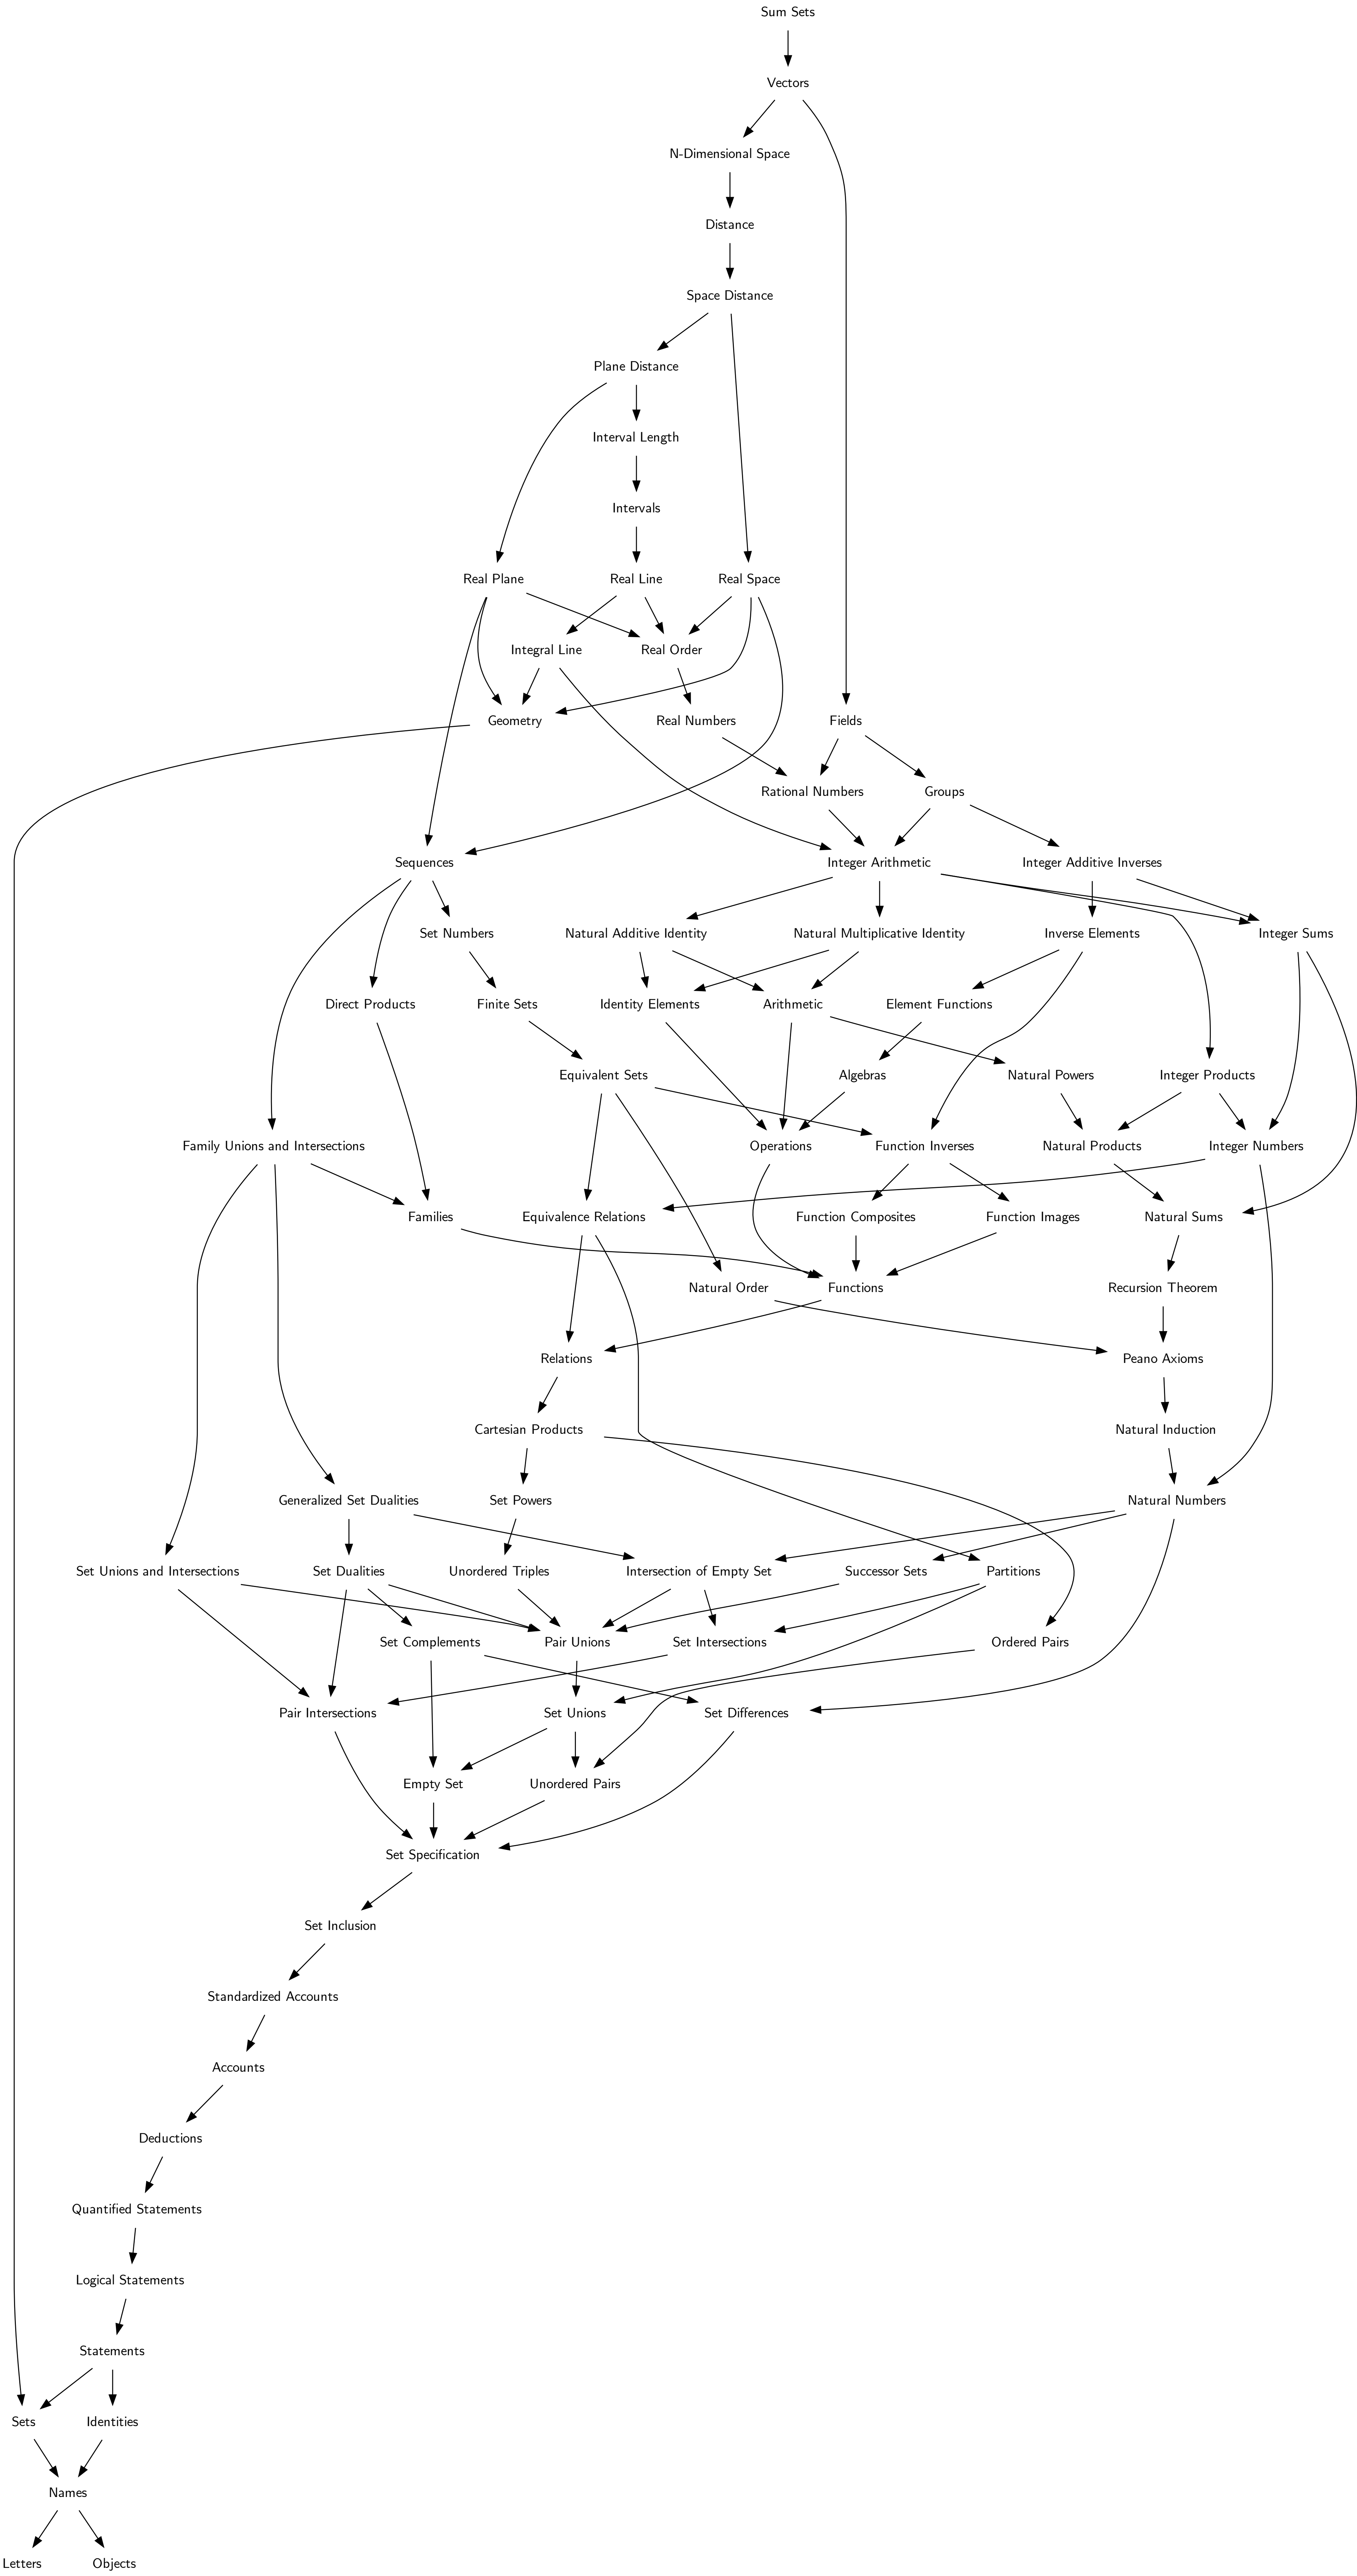 Sum Sets
Vectors
N-Dimensional Space
Distance
Space Distance
Plane Distance
Interval Length
Intervals
Real Plane
Real Line
Real Space
Integral Line
Real Order
Geometry
Real Numbers
Fields
Rational Numbers
Groups
Sequences
Integer Arithmetic
Integer Additive Inverses
Set Numbers
Natural Additive Identity
Natural Multiplicative Identity
Inverse Elements
Integer Sums
Direct Products
Finite Sets
Identity Elements
Arithmetic
Element Functions
Equivalent Sets
Algebras
Natural Powers
Integer Products
Family Unions and Intersections
Operations
Function Inverses
Natural Products
Integer Numbers
Families
Equivalence Relations
Function Composites
Function Images
Natural Sums
Natural Order
Functions
Recursion Theorem
Relations
Peano Axioms
Cartesian Products
Natural Induction
Generalized Set Dualities
Set Powers
Natural Numbers
Set Unions and Intersections
Set Dualities
Unordered Triples
Intersection of Empty Set
Successor Sets
Partitions
Set Complements
Pair Unions
Set Intersections
Ordered Pairs
Pair Intersections
Set Unions
Set Differences
Empty Set
Unordered Pairs
Set Specification
Set Inclusion
Standardized Accounts
Accounts
Deductions
Quantified Statements
Logical Statements
Statements
Sets
Identities
Names
Letters
Objects